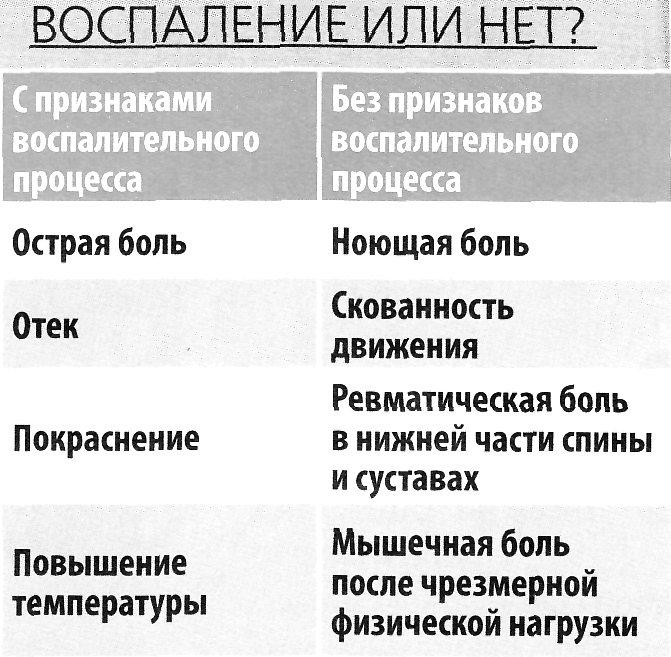 ВОСПАЛЕНИЕ ИЛИ НЕТ?
С признаками
воспалительного
процесса
Без признаков
воспалительного
процесса
Острая боль
Ноющая боль
Отек
Скованность
движения
Покраснение
Ревматическая боль
в нижней части спины
и суставах
Повышение
температуры
Мышечная боль
после чрезмерной
физической нагрузки